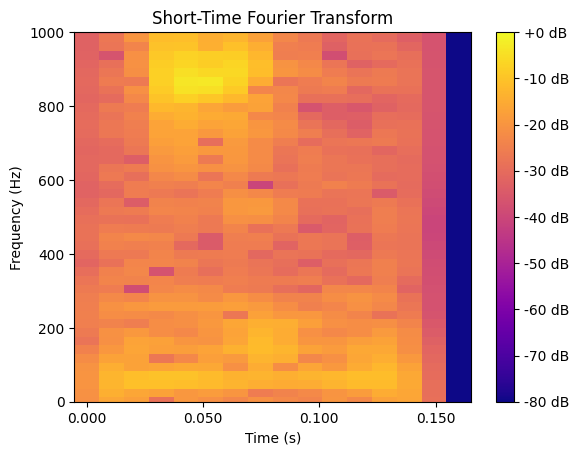 Short-Time Fourier Transform
1000
800
600
400
200
0
Frequency (Hz)
0.000
0.050
0.100
0.150
Time (s)
+0 dB
-10 dB
-20 dB
-30 dB
-40 dB
-50 dB
-60 dB
-70 dB
-80 dB